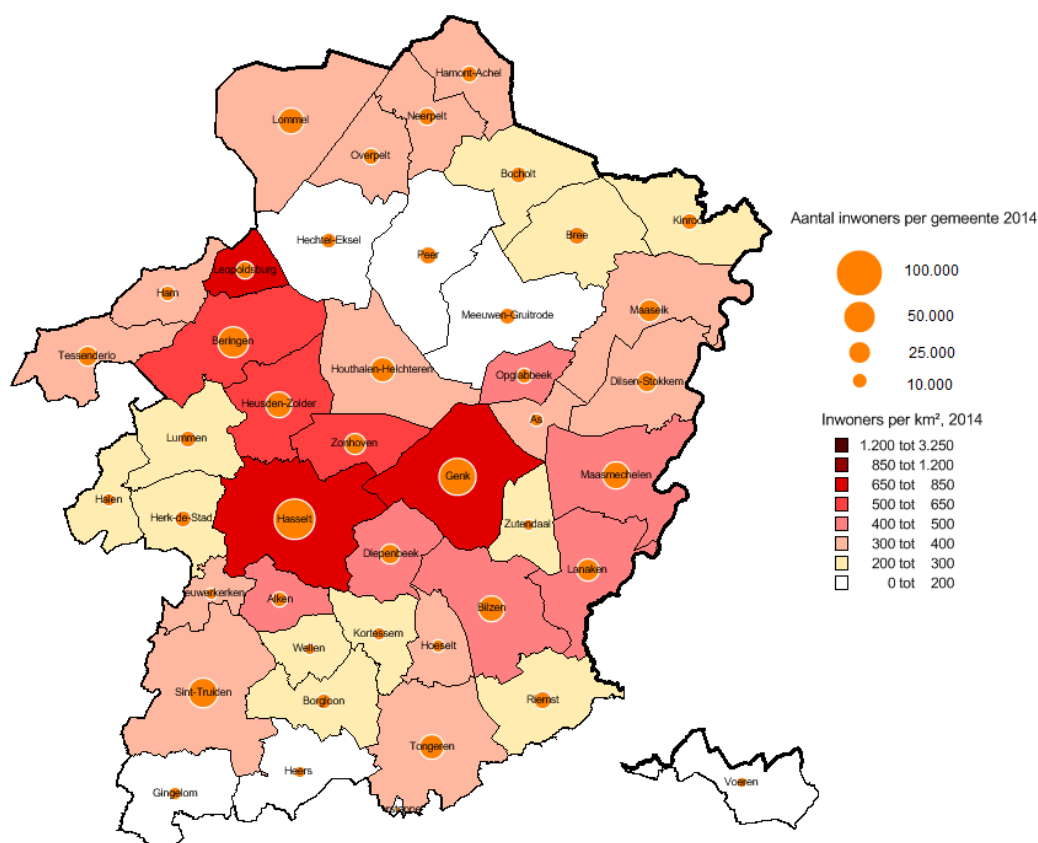 Hamont-Achel
Neerpelt
Lommel
Overpelt
Bocholt
Kinroo
Bree
Hechtel-Eksel
Peer
Leopoldsburg
Ham
Maaseik
Meeuwen-Gruitrode
Beringen
Tessenderlo
Houthalen-Helchteren
Opglabbeek
Dilsen-Stokkem
Heusden-Zolder
As
Lummen
Zonhoven
Genk
Maasmechelen
Halen
Herk-de-Stad
Hasselt
Zutendaal
Diepenbeek
Lanaken
euwerkerken
Alken
Bilzen
Kortessem
Wellen
Hoeselt
Sint-Truiden
Borgloon
Riemst
Tongeren
Heers
Gingelom
Voeren
Aantal inwoners per gemeente 2014
100.000
50.000
25.000
10.000
Inwoners per km², 2014
1.200 tot 3.250
850 tot 1.200
650 tot 850
500 tot 650
400 tot 500
300 tot 400
200 tot 300
0 tot 200